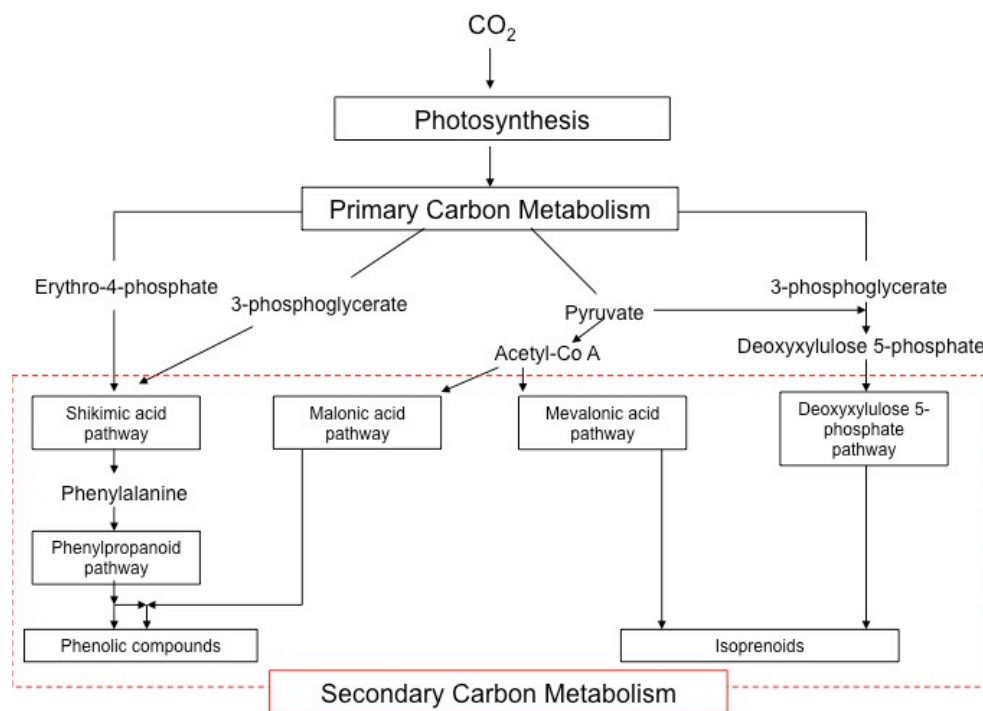 CO2
Photosynthesis
Primary Carbon Metabolism
Erythro-4-phosphate
3-phosphoglycerate
Pyruvate
3-phosphoglycerate
Acetyl-Co A
Deoxyxylulose 5-phosphate
Shikimic acid
pathway
Malonic acid
pathway
Mevalonic acid
pathway
Deoxyxylulose 5-
phosphate
pathway
Phenylalanine
Phenylpropanoid
pathway
Phenolic compounds
Isoprenoids
Secondary Carbon Metabolism